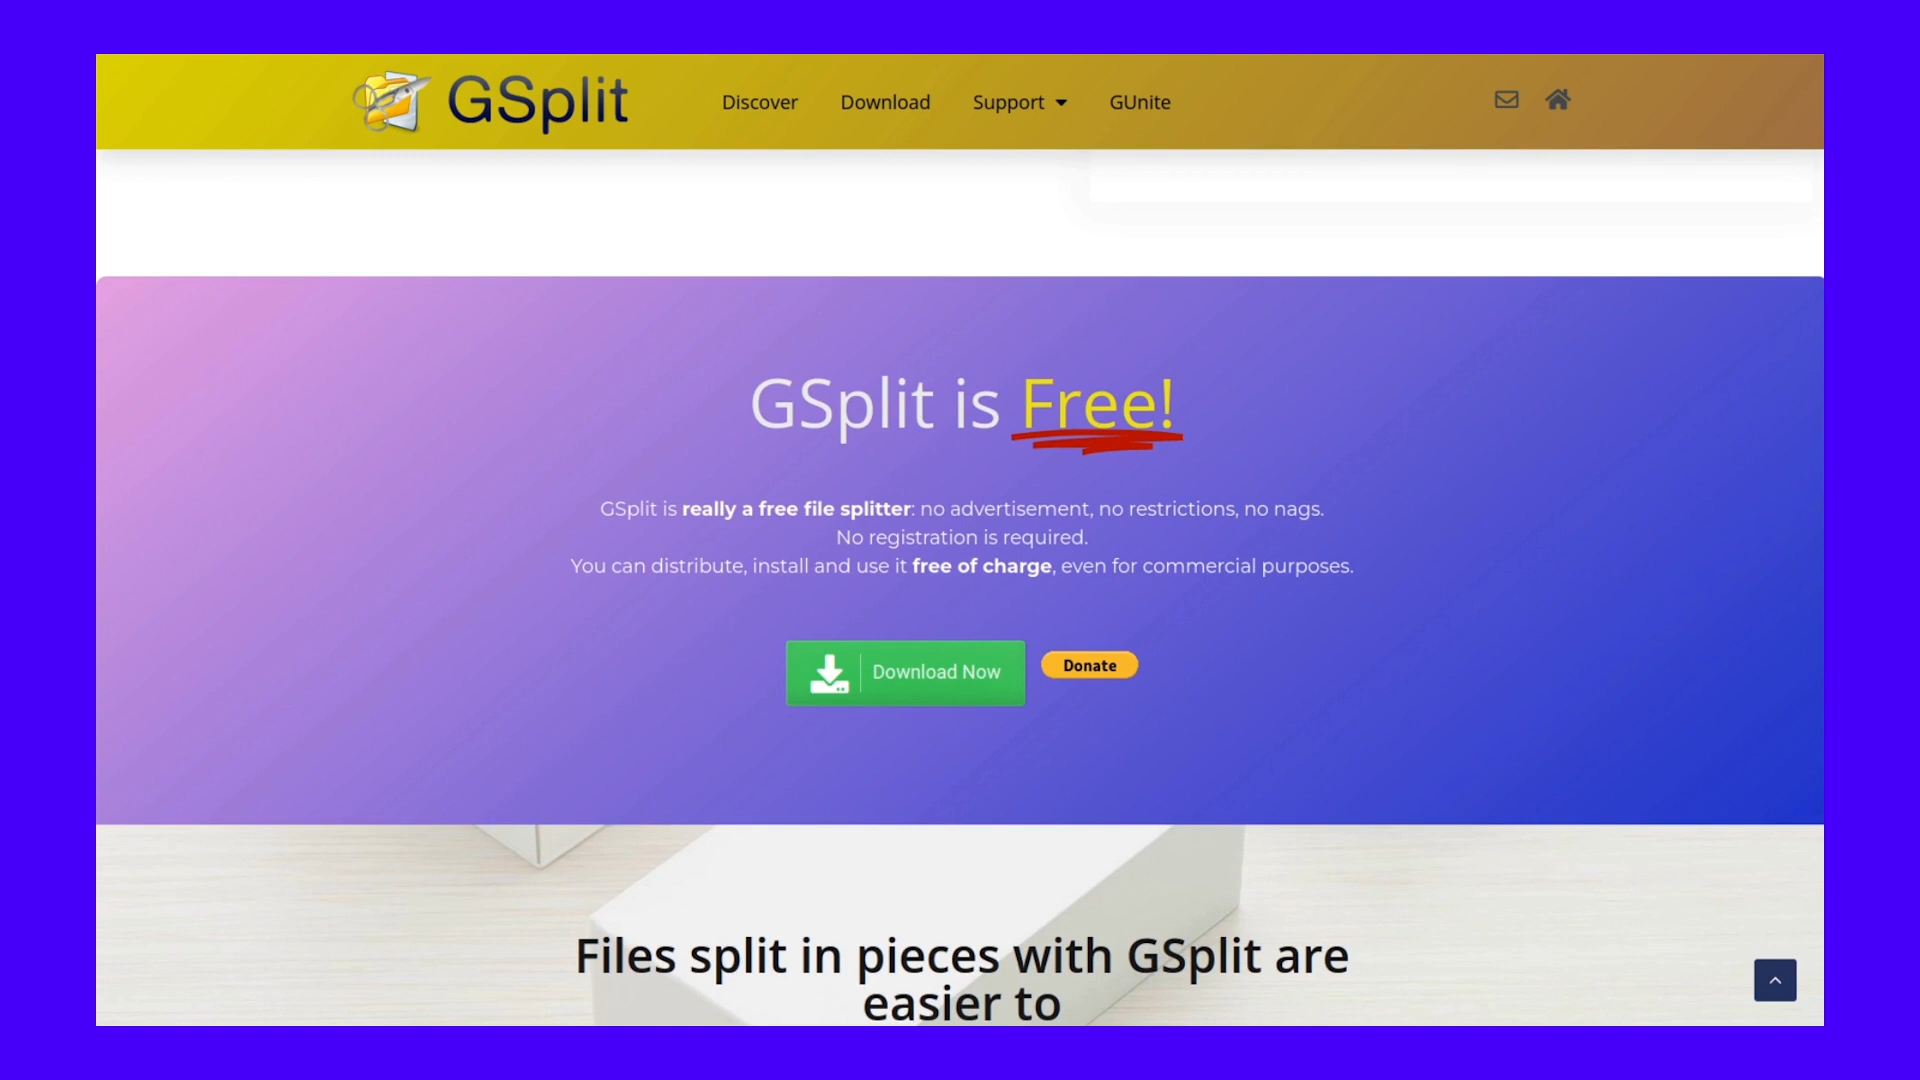 GSplit
Discover
Download
Support
GUnite
GSplit is Free!
GSplit is really a free file splitter: no advertisement, no restrictions, no nags.
No registration is required.
You can distribute, install and use it free of charge, even for commercial purposes.
Download Now
Donate
Files split in pieces with GSplit are
easier to